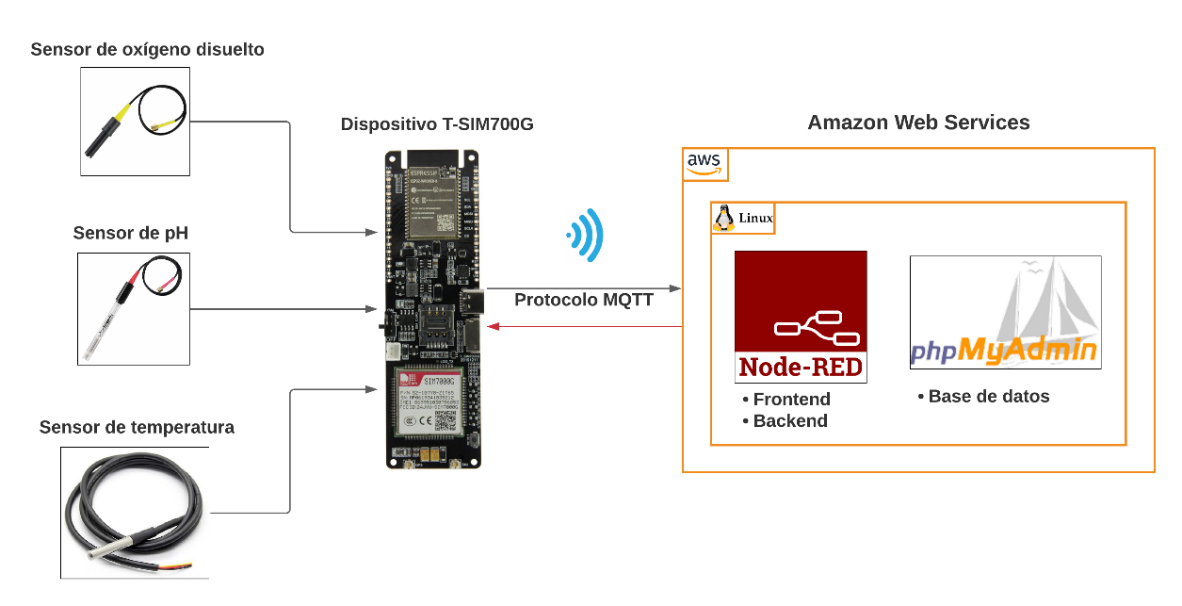 Sensor de oxígeno disuelto
Dispositivo T-SIM700G
Amazon Web Services
aws
Linux
Sensor de pH
Protocolo MQTT
Node-RED
phpMyAdmin
• Frontend
• Backend
• Base de datos
SIM7000G
Sensor de temperatura